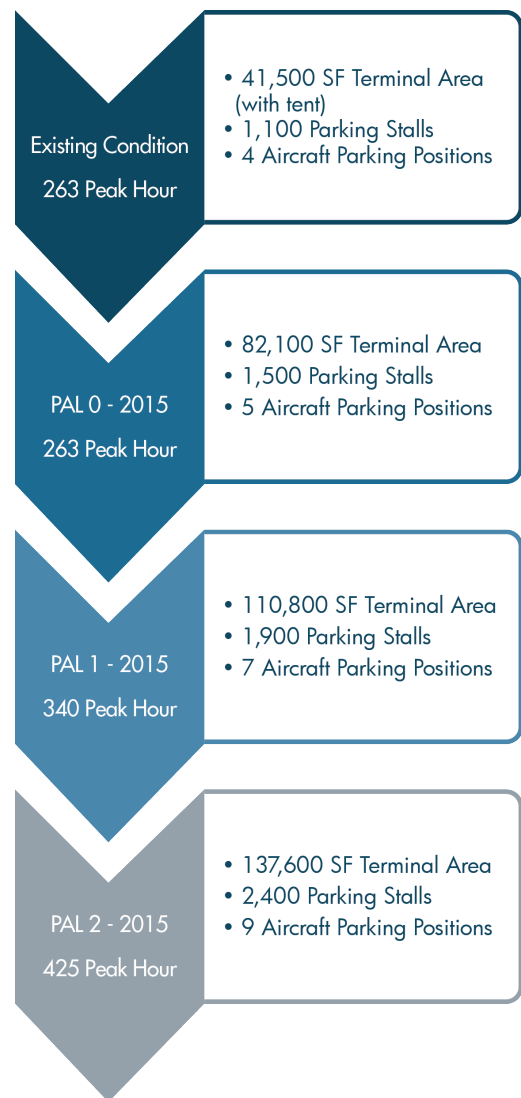 Existing Condition
263 Peak Hour
• 41,500 SF Terminal Area
(with tent)
• 1,100 Parking Stalls
• 4 Aircraft Parking Positions
PAL 0 - 2015
263 Peak Hour
• 82,100 SF Terminal Area
• 1,500 Parking Stalls
• 5 Aircraft Parking Positions
PAL 1 - 2015
340 Peak Hour
• 110,800 SF Terminal Area
• 1,900 Parking Stalls
• 7 Aircraft Parking Positions
PAL 2 - 2015
425 Peak Hour
• 137,600 SF Terminal Area
• 2,400 Parking Stalls
• 9 Aircraft Parking Positions